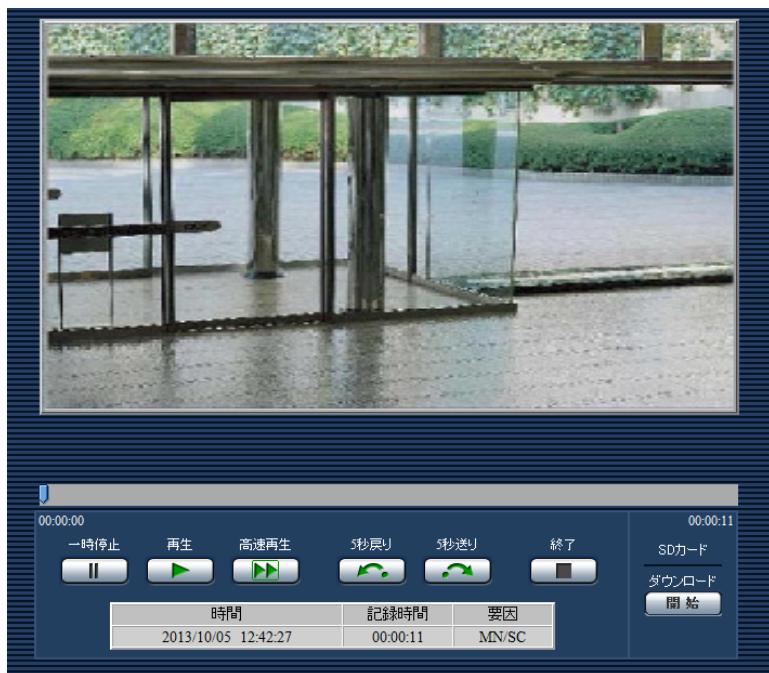 00:00:00 00:00:11
一時停止 再生 高速再生 5秒戻り 5秒送り 終了
SDカード
ダウンロード
開始
時間 記録時間 要因
2013/10/05 12:42:27 00:00:11 MN/SC